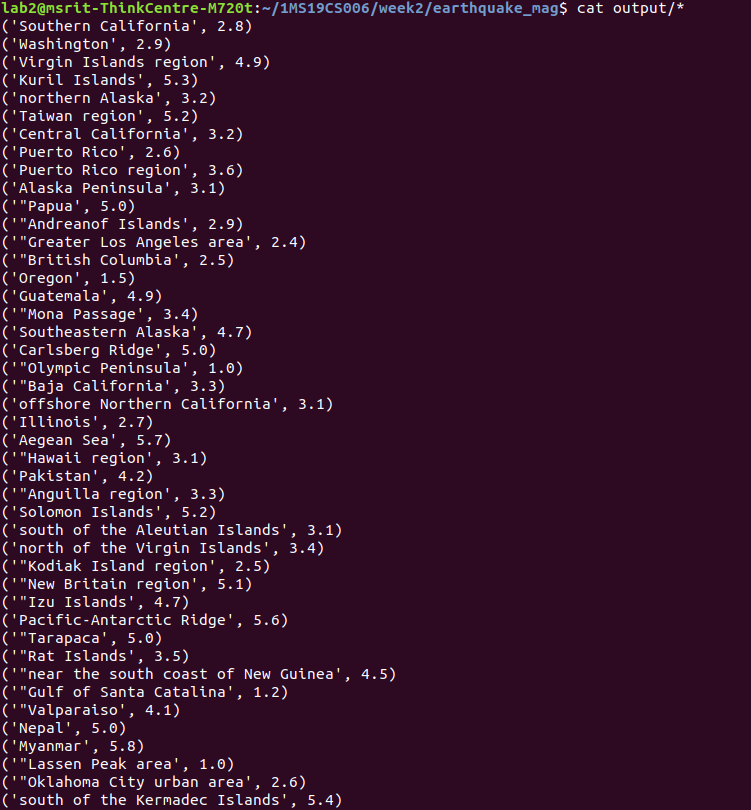 lab2@msrit-ThinkCentre-M720t:~/1MS19CS006/week2/earthquake_mag$ cat output/*
('Southern California', 2.8)
('Washington', 2.9)
('Virgin Islands region', 4.9)
('Kuril Islands', 5.3)
('northern Alaska', 3.2)
('Taiwan region', 5.2)
('Central California', 3.2)
('Puerto Rico', 2.6)
('Puerto Rico region', 3.6)
('Alaska Peninsula', 3.1)
('"Papua', 5.0)
('"Andreanof Islands', 2.9)
('"Greater Los Angeles area', 2.4)
('"British Columbia', 2.5)
('Oregon', 1.5)
('Guatemala', 4.9)
('"Mona Passage', 3.4)
('Southeastern Alaska', 4.7)
('Carlsberg Ridge', 5.0)
('"Olympic Peninsula', 1.0)
('"Baja California', 3.3)
('offshore Northern California', 3.1)
('Illinois', 2.7)
('Aegean Sea', 5.7)
('"Hawaii region', 3.1)
('Pakistan', 4.2)
('"Anguilla region', 3.3)
('Solomon Islands', 5.2)
('south of the Aleutian Islands', 3.1)
('north of the Virgin Islands', 3.4)
('"Kodiak Island region', 2.5)
('"New Britain region', 5.1)
('"Izu Islands', 4.7)
('Pacific-Antarctic Ridge', 5.6)
('"Tarapaca', 5.0)
('"Rat Islands', 3.5)
('"near the south coast of New Guinea', 4.5)
('"Gulf of Santa Catalina', 1.2)
('"Valparaiso', 4.1)
('Nepal', 5.0)
('Myanmar', 5.8)
('"Lassen Peak area', 1.0)
('"Oklahoma City urban area', 2.6)
('south of the Kermadec Islands', 5.4)